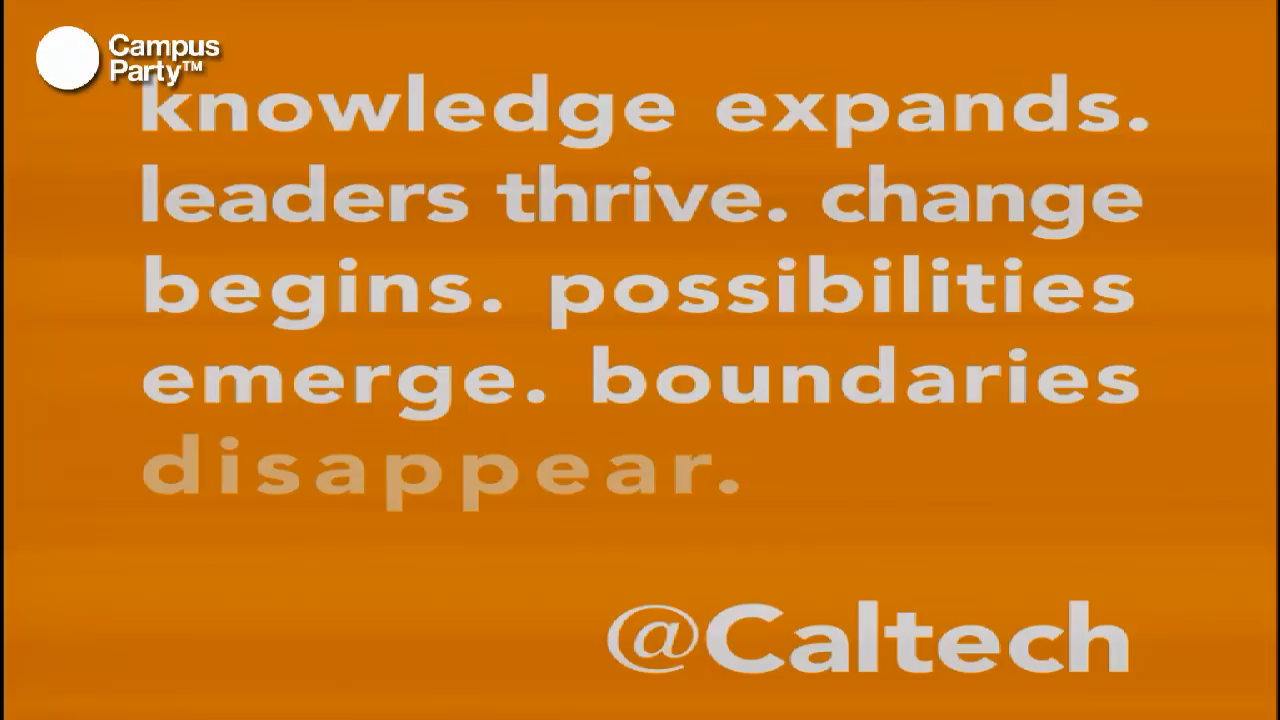 Campus
Party™
knowledge expands.
leaders thrive. change
begins. possibilities
emerge. boundaries
disappear.
@Caltech